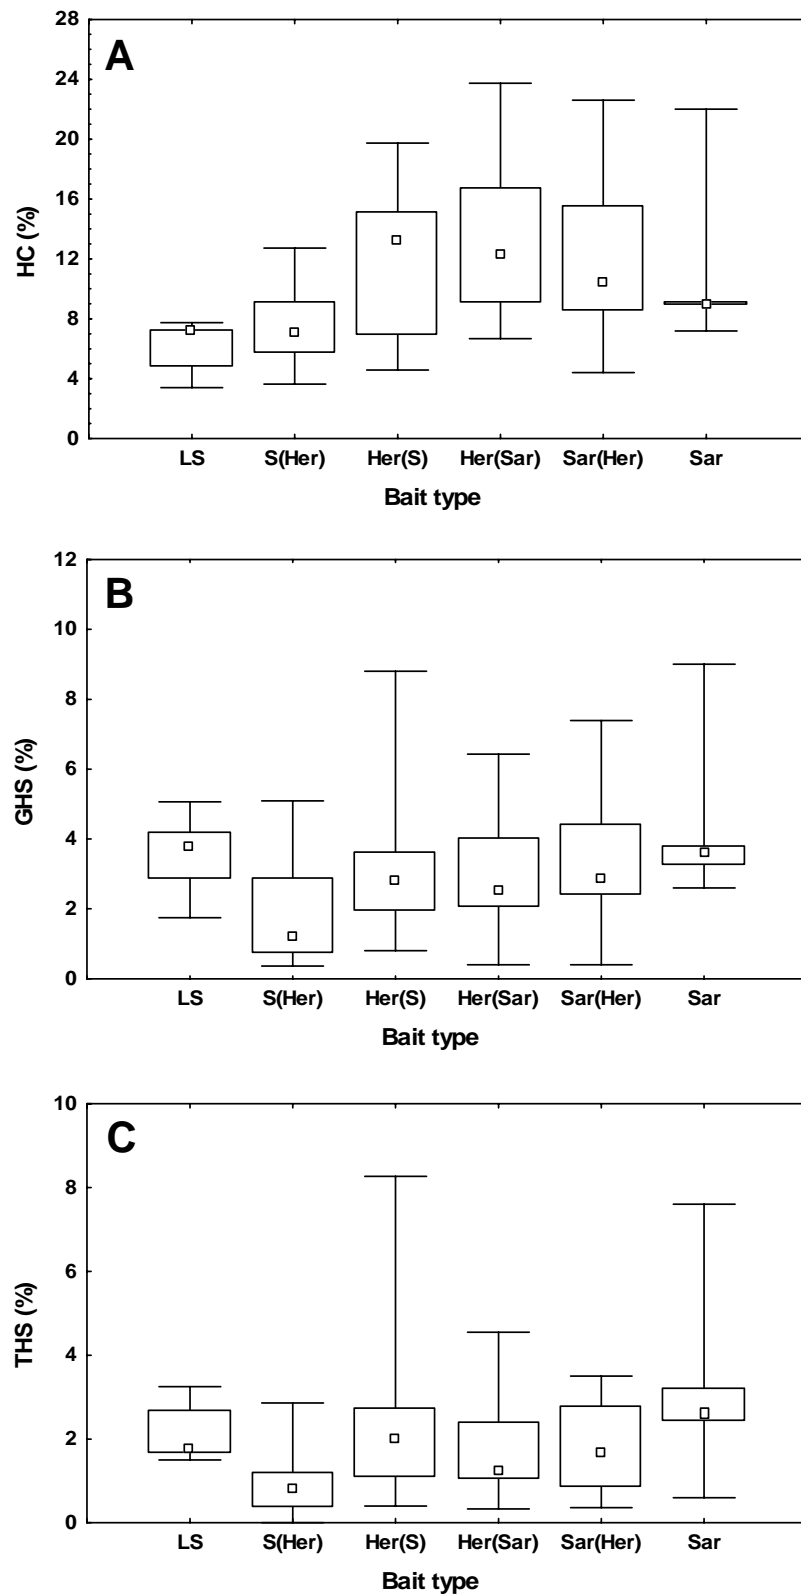 A
28
24
20
16
12
8
4
0
HC (%)
LS S(Her) Her(S) Her(Sar) Sar(Her) Sar
Bait type
B
12
10
8
6
4
2
0
GHS (%)
LS S(Her) Her(S) Her(Sar) Sar(Her) Sar
Bait type
C
10
8
6
4
2
0
THS (%)
LS S(Her) Her(S) Her(Sar) Sar(Her) Sar
Bait type